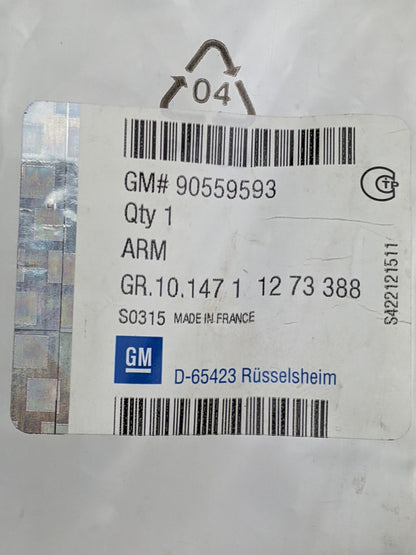 04
GM# 90559593
Qty 1
ARM
GR.10.147 1 12 73 388
S0315 MADE IN FRANCE
GM
D-65423 Rüsselsheim
S422121511